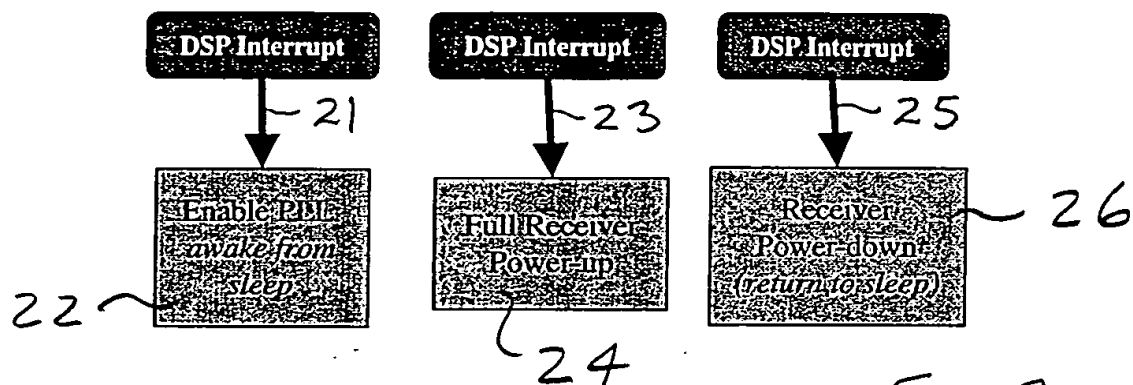 DSP Interrupt
DSP Interrupt
DSP Interrupt
21
23
25
Enable PLL
awake from
sleep
22
Full Receiver
Power-up
24
Receiver
Power-down
(return to sleep)
26